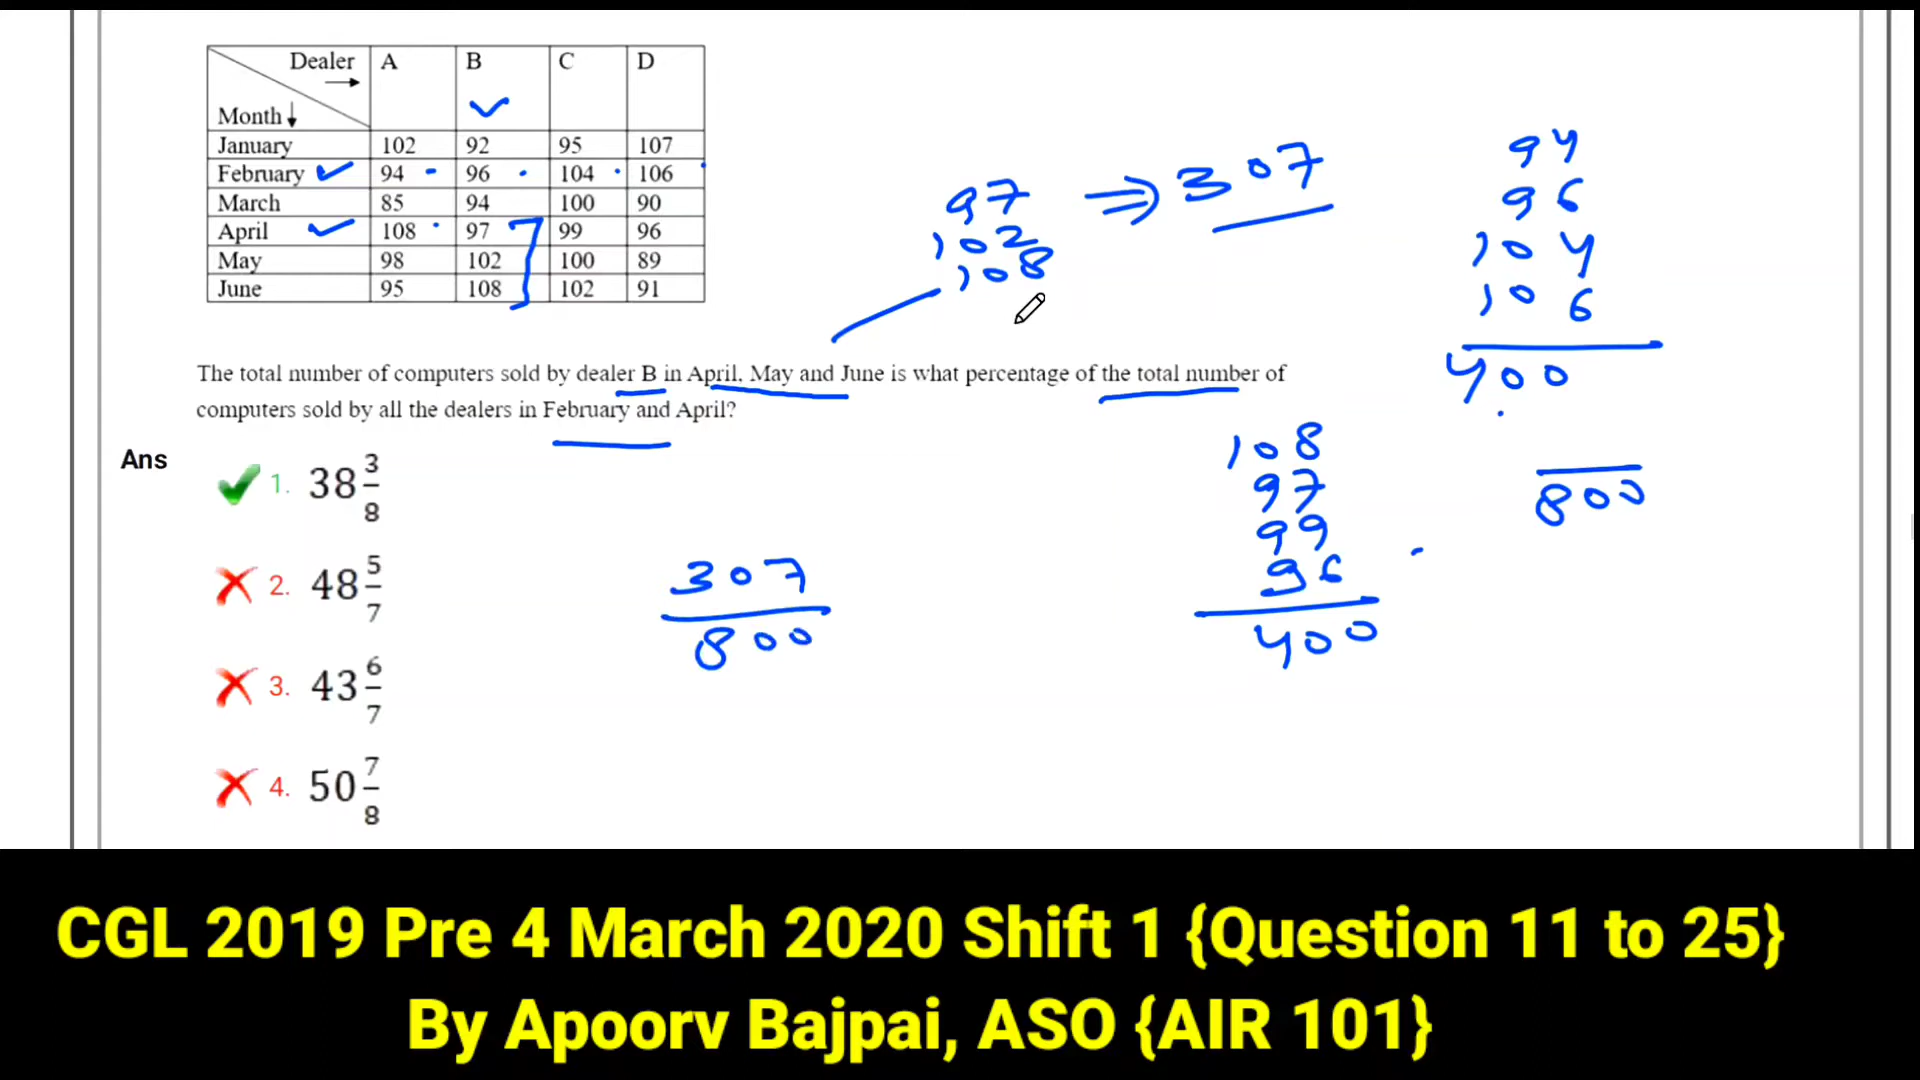 Dealer A B C D
Month
January 102 92 95 107
February 94 96 104 106
March 85 94 100 90
April 108 97 99 96
May 98 102 100 89
June 95 108 102 91
97 ⇒ 307
102
108
94
96
104
106
400
The total number of computers sold by dealer B in April, May and June is what percentage of the total number of
computers sold by all the dealers in February and April?
Ans
1. 38 3/8
2. 48 5/7
3. 43 6/7
4. 50 7/8
307
800
108
97
99
96
400
800
CGL 2019 Pre 4 March 2020 Shift 1 {Question 11 to 25}
By Apoorv Bajpai, ASO {AIR 101}